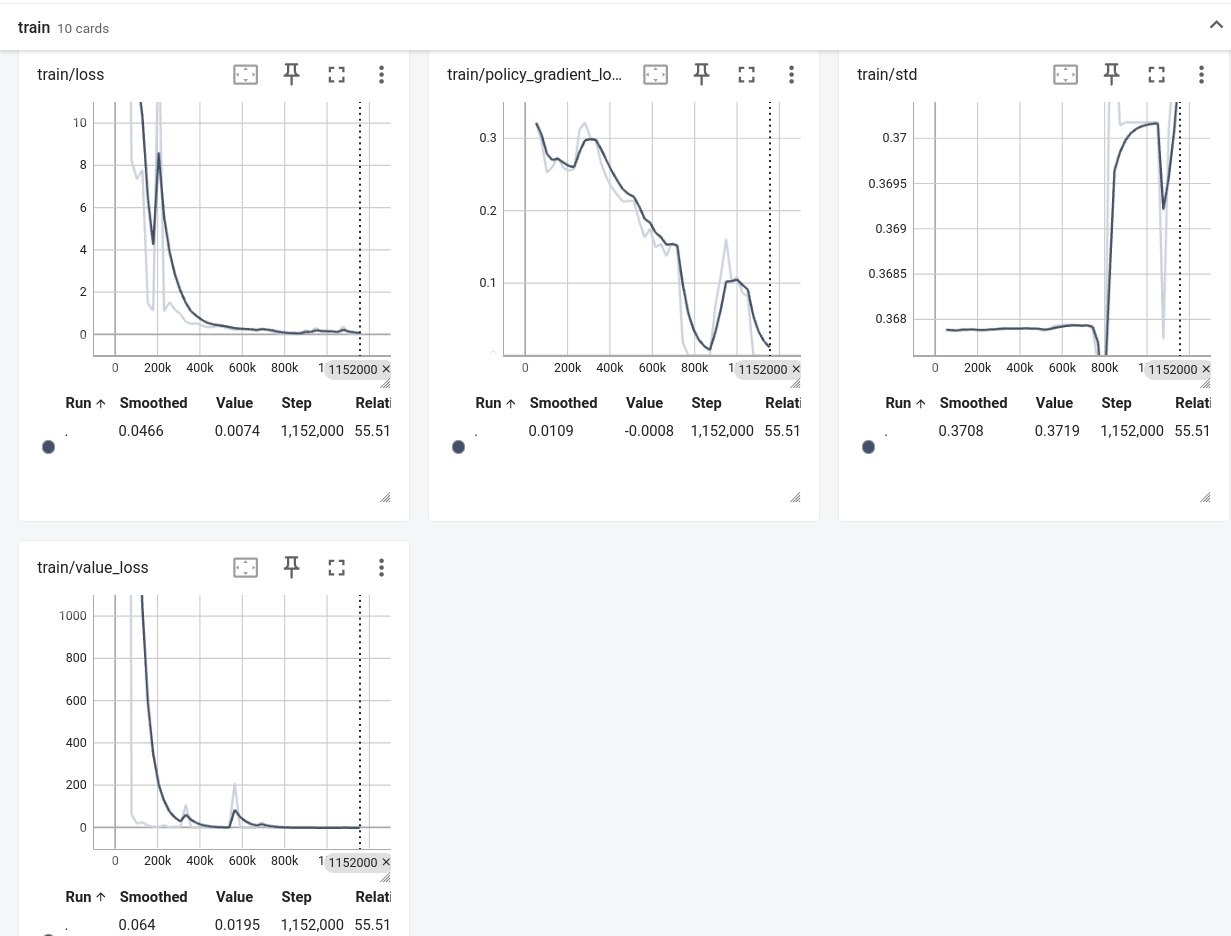 train 10 cards
train/loss
10
8
6
4
2
0
0 200k 400k 600k 800k 1152000
Run Smoothed Value Step Relati
. 0.0466 0.0074 1,152,000 55.51
train/policy_gradient_lo...
0.3
0.2
0.1
0 200k 400k 600k 800k 1152000
Run Smoothed Value Step Relati
. 0.0109 -0.0008 1,152,000 55.51
train/std
0.37
0.3695
0.369
0.3685
0.368
0 200k 400k 600k 800k 1 1152000
Run Smoothed Value Step Relati
. 0.3708 0.3719 1,152,000 55.51
train/value_loss
1000
800
600
400
200
0
0 200k 400k 600k 800k 1 1152000
Run Smoothed Value Step Relati
. 0.064 0.0195 1,152,000 55.51